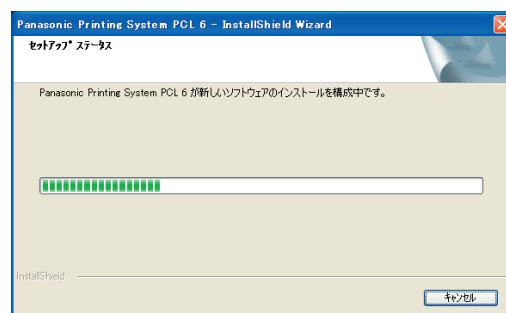 Panasonic Printing System PCL 6 - InstallShield Wizard
セットアップ ステータス
Panasonic Printing System PCL 6 が新しいソフトウェアのインストールを構成中です。
InstallShield
キャンセル